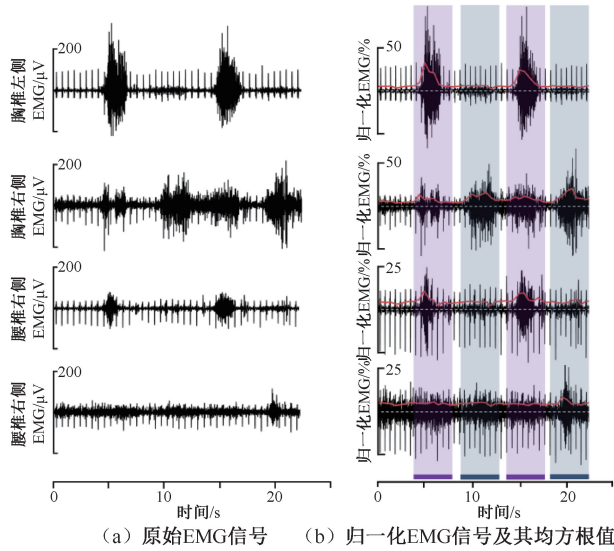 胸椎左侧
EMG/μV
200
胸椎右侧
EMG/μV
200
腰椎右侧
EMG/μV
200
腰椎右侧
EMG/μV
200
0
10
20
时间/s
（a）原始EMG信号
归一化EMG/%
50
归一化EMG/%
50
归一化EMG/%
25
归一化EMG/%
25
0
10
20
时间/s
（b）归一化EMG信号及其均方根值